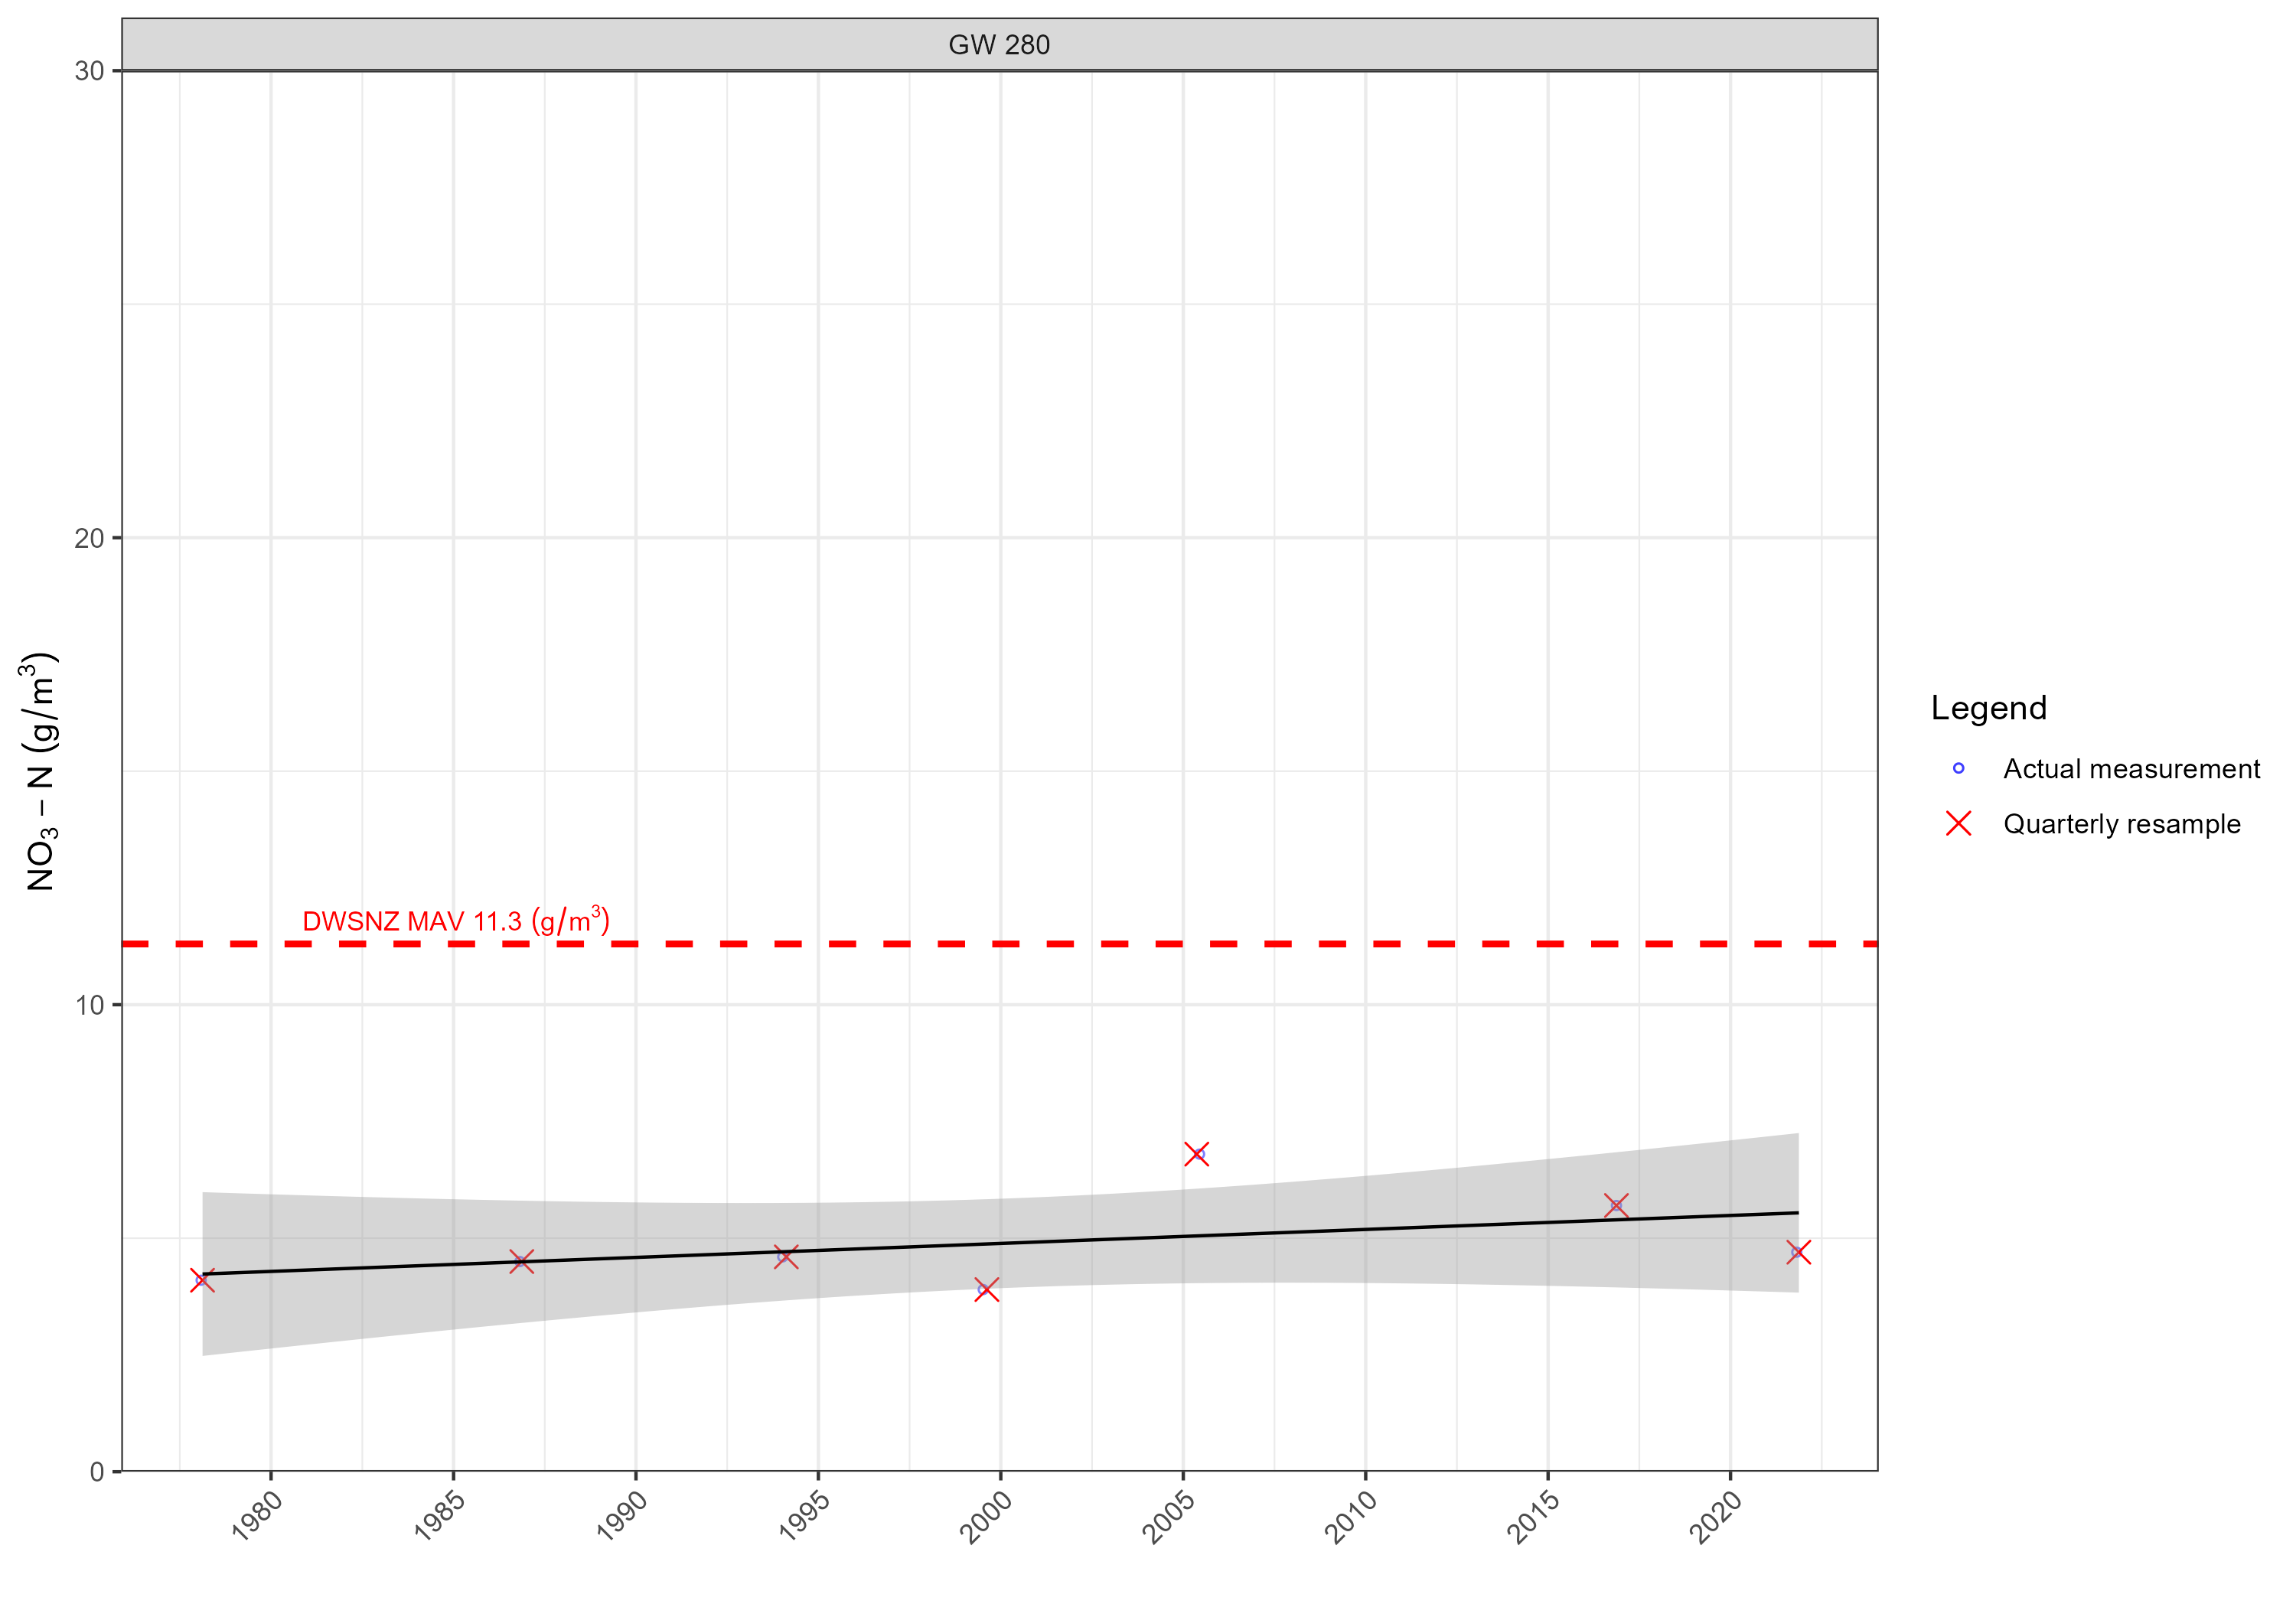 GW 280
30
20
10
0
NO₃ – N (g/m³)
DWSNZ MAV 11.3 (g/m³)
1980
1985
1990
1995
2000
2005
2010
2015
2020
Legend
Actual measurement
Quarterly resample